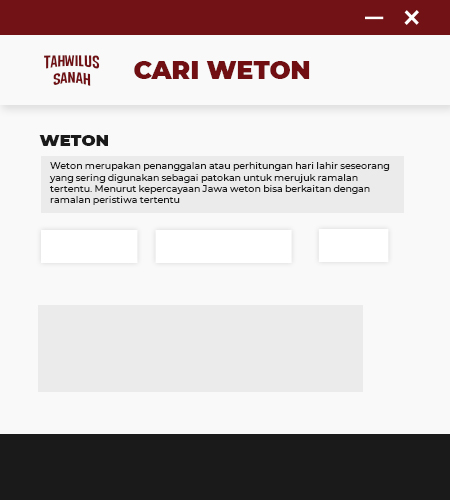 TAHWILUS
SANAH
CARI WETON
WETON
Weton merupakan penanggalan atau perhitungan hari lahir seseorang
yang sering digunakan sebagai patokan untuk merujuk ramalan
tertentu. Menurut kepercayaan Jawa weton bisa berkaitan dengan
ramalan peristiwa tertentu